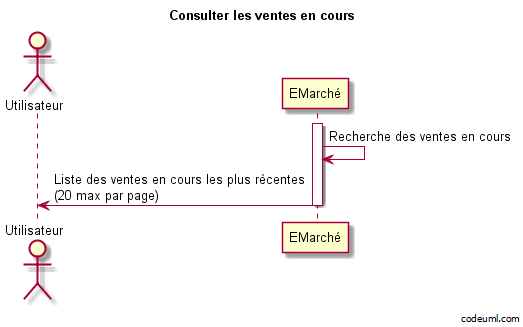 Consulter les ventes en cours
Utilisateur
EMarché
Recherche des ventes en cours
Liste des ventes en cours les plus récentes
(20 max par page)
Utilisateur
EMarché
codeuml.com